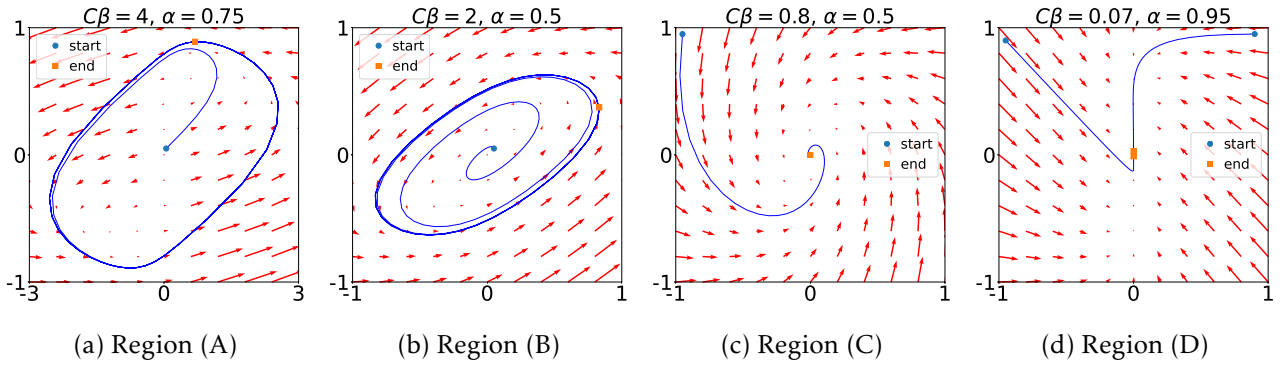 Cβ = 4, α = 0.75
1
start
end
0
-1
-3
0
3
(a) Region (A)
Cβ = 2, α = 0.5
1
start
end
0
-1
-1
0
1
(b) Region (B)
Cβ = 0.8, α = 0.5
1
start
end
0
-1
-1
0
1
(c) Region (C)
Cβ = 0.07, α = 0.95
1
start
end
0
-1
-1
0
1
(d) Region (D)